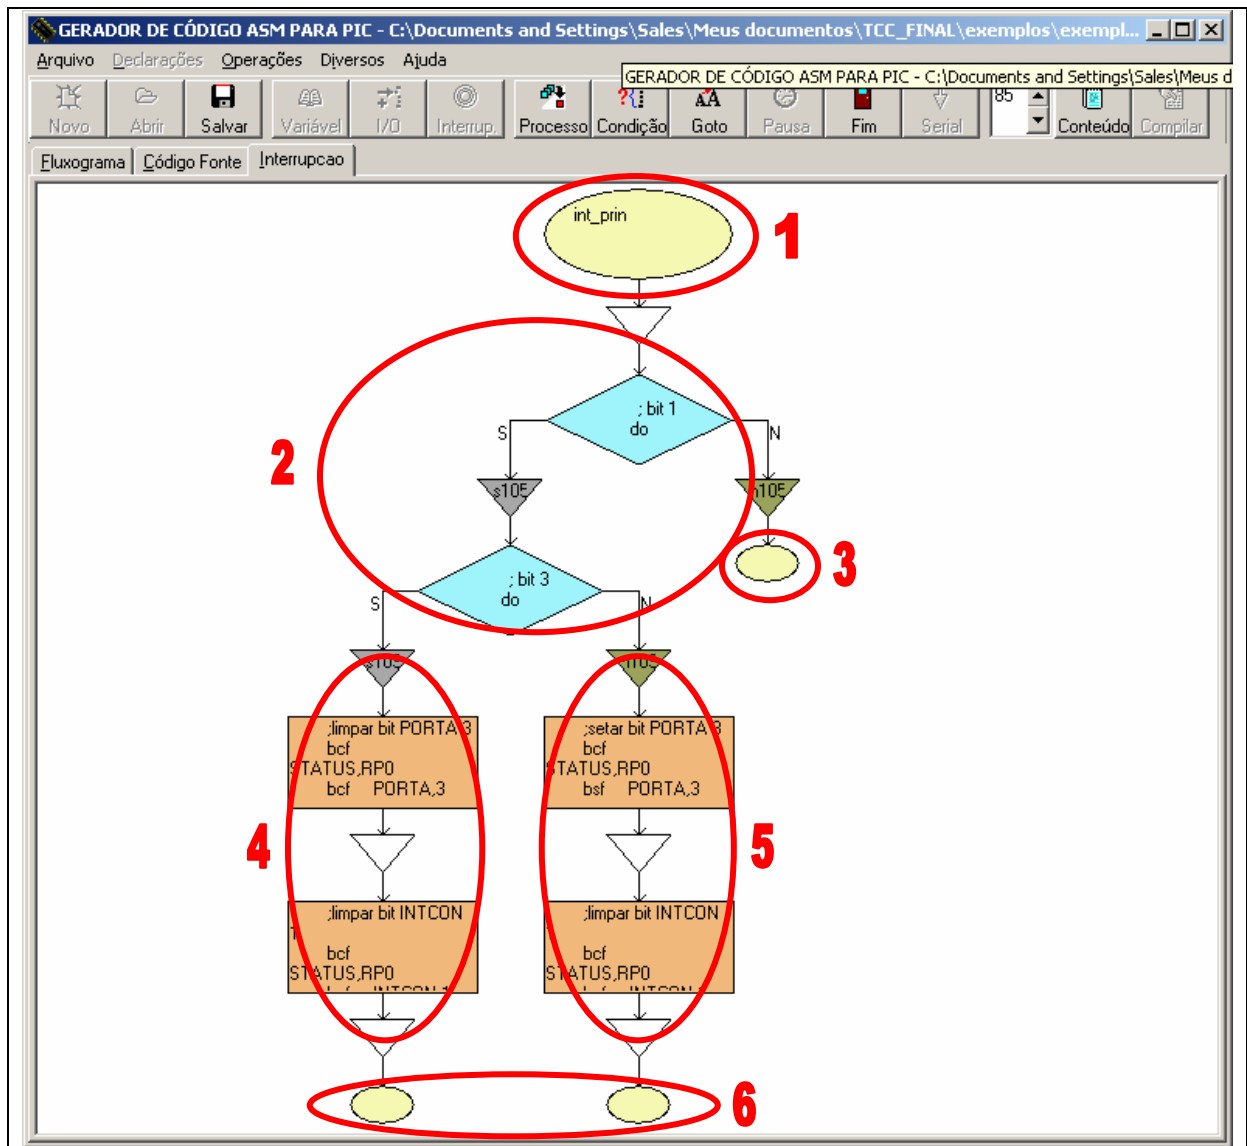 GERADOR DE CÓDIGO ASM PARA PIC - C:\Documents and Settings\Sales\Meus documentos\TCC_FINAL\exemplos\exempl...
Arquivo Declarações Operações Diversos Ajuda
GERADOR DE CÓDIGO ASM PARA PIC - C:\Documents and Settings\Sales\Meus d
Novo Abrir Salvar Variável I/O Interrup. Processo Condição Goto Pausa Fim Serial 85 Conteúdo Compilar
Fluxograma Código Fonte Interrupcao
int_prin
1
; bit 1
do
S
N
2
s105
n105
3
; bit 3
do
S
N
s105
;limpar bit PORTA,3
bcf
STATUS,RP0
bcf PORTA,3
;setar bit PORTA,3
bcf
STATUS,RP0
bsf PORTA,3
4
5
;limpar bit INTCON
bcf
STATUS,RP0
;limpar bit INTCON
bcf
STATUS,RP0
6